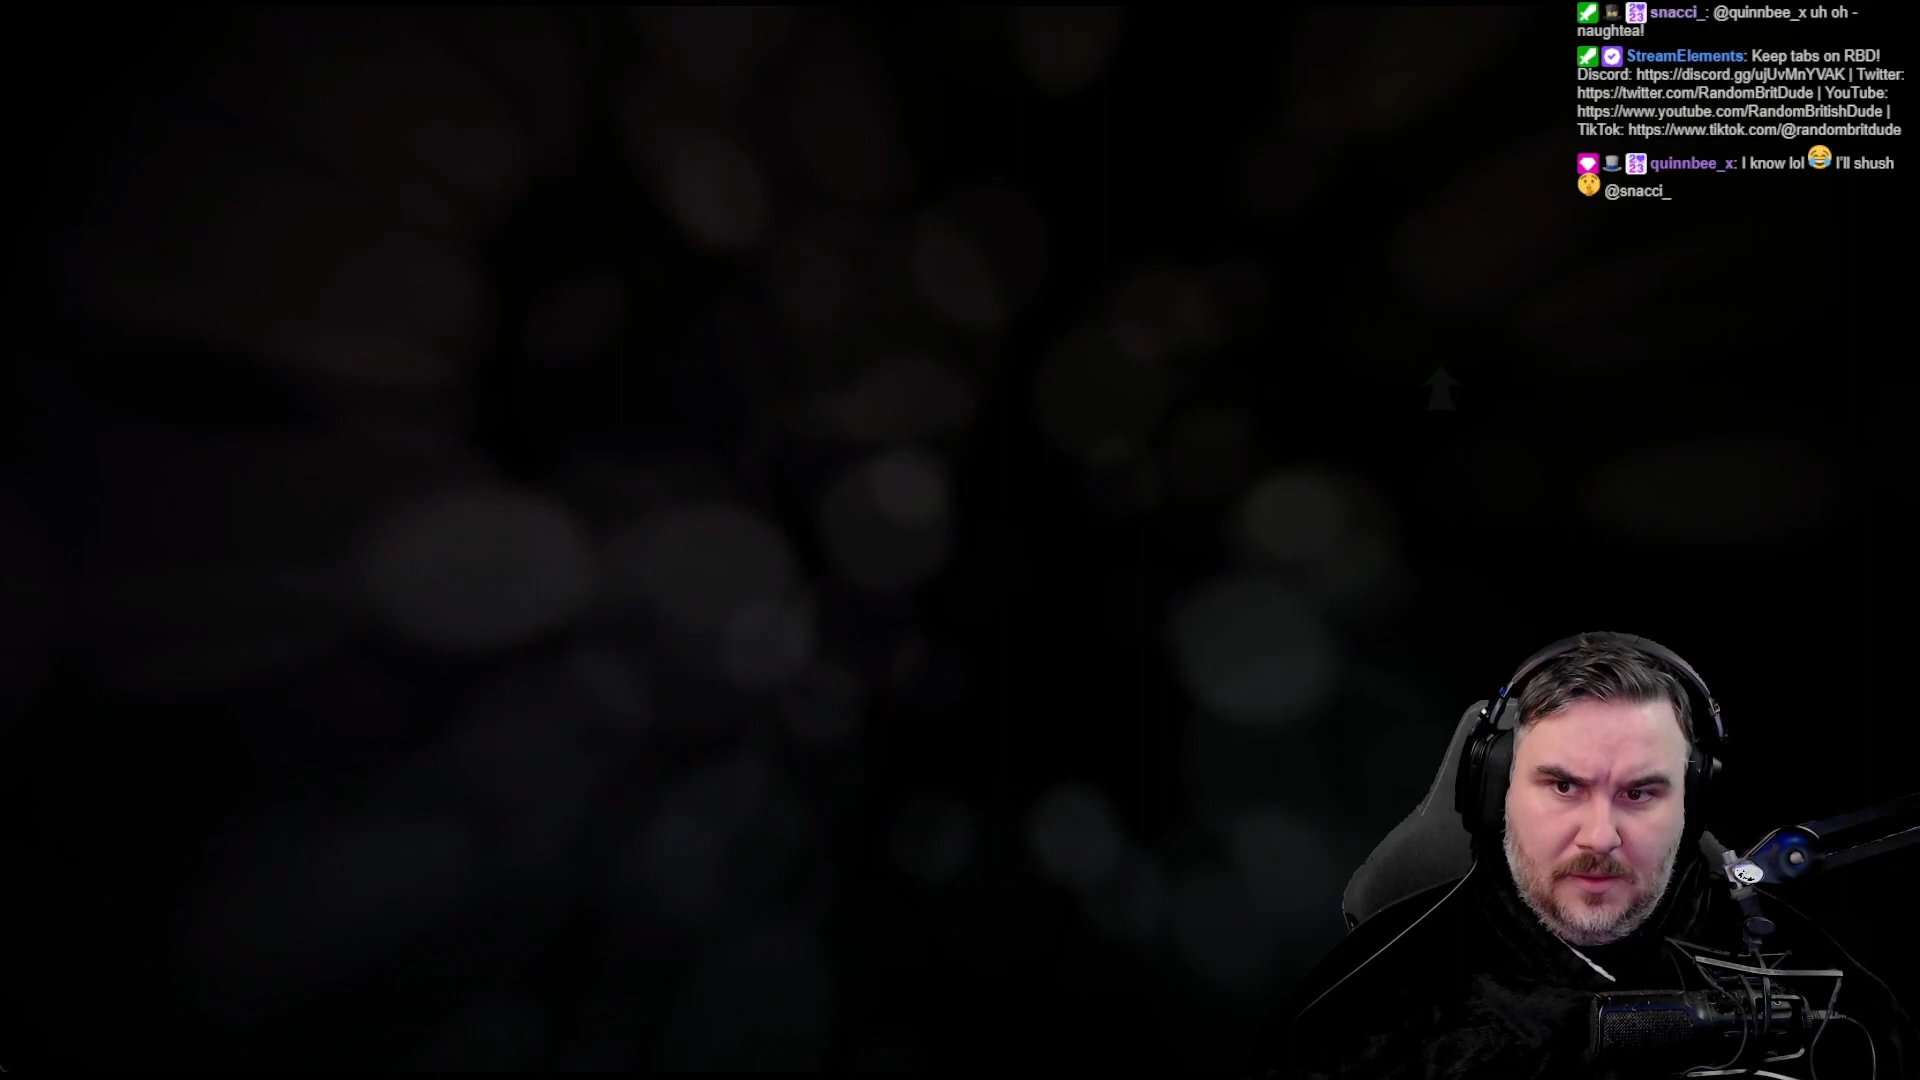 snacci_: @quinnbee_x uh oh -
naughtea!
StreamElements: Keep tabs on RBD!
Discord: https://discord.gg/ujUvMnYVAK | Twitter:
https://twitter.com/RandomBritDude | YouTube:
https://www.youtube.com/RandomBritishDude |
TikTok: https://www.tiktok.com/@randombritdude
quinnbee_x: I know lol 😂 I'll shush
🤫 @snacci_